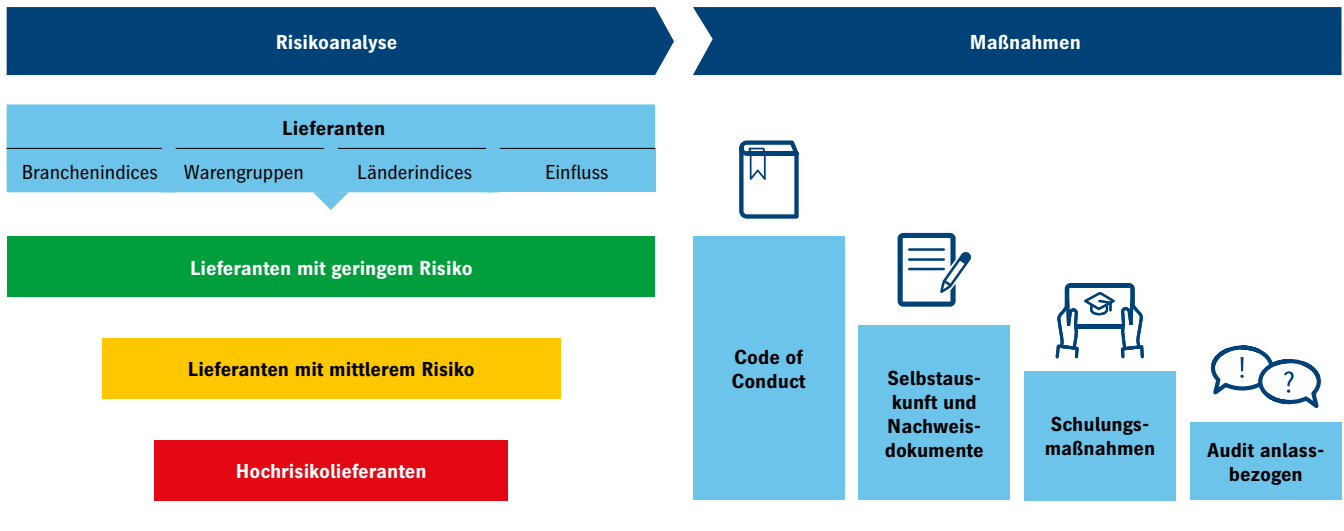 Risikoanalyse
Maßnahmen
Lieferanten
Branchenindices
Warengruppen
Länderindices
Einfluss
Lieferanten mit geringem Risiko
Lieferanten mit mittlerem Risiko
Hochrisikolieferanten
Code of
Conduct
Selbstaus-
kunft und
Nachweis-
dokumente
Schulungs-
maßnahmen
!
?
Audit anlass-
bezogen